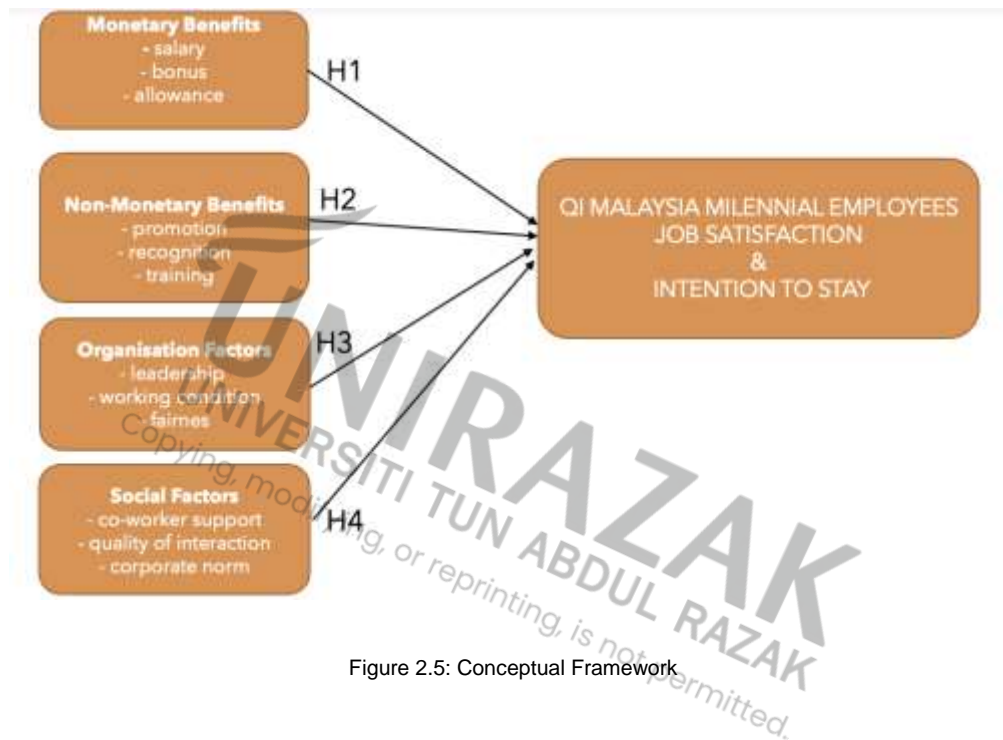 Monetary Benefits
- salary
- bonus
- allowance
H1
Non-Monetary Benefits
- promotion
- recognition
- training
H2
Organisation Factors
- leadership
- working condition
- fairnes
H3
Social Factors
- co-worker support
- quality of interaction
- corporate norm
H4
QI MALAYSIA MILENNIAL EMPLOYEES
JOB SATISFACTION
&
INTENTION TO STAY
UNIRAZAK
UNIVERSITI TUN ABDUL RAZAK
Copying, modifying, or reprinting, is not permitted.
Figure 2.5: Conceptual Framework